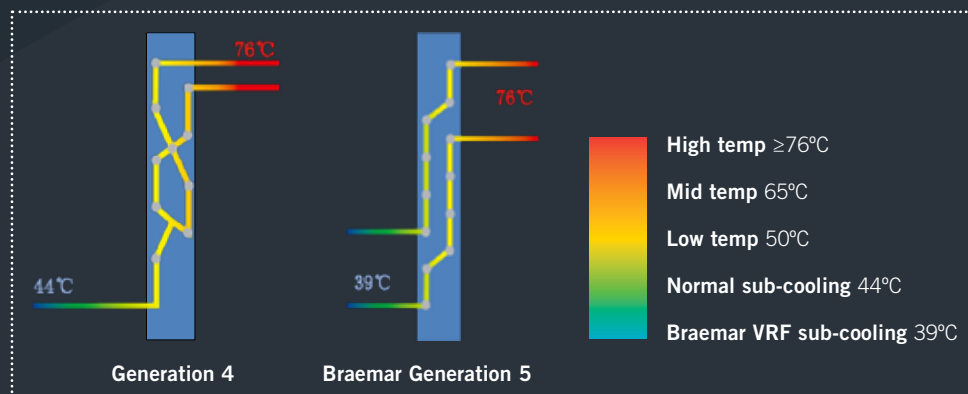 76℃
44℃
Generation 4
76℃
39℃
Braemar Generation 5
High temp ≥76ºC
Mid temp 65ºC
Low temp 50ºC
Normal sub-cooling 44ºC
Braemar VRF sub-cooling 39ºC